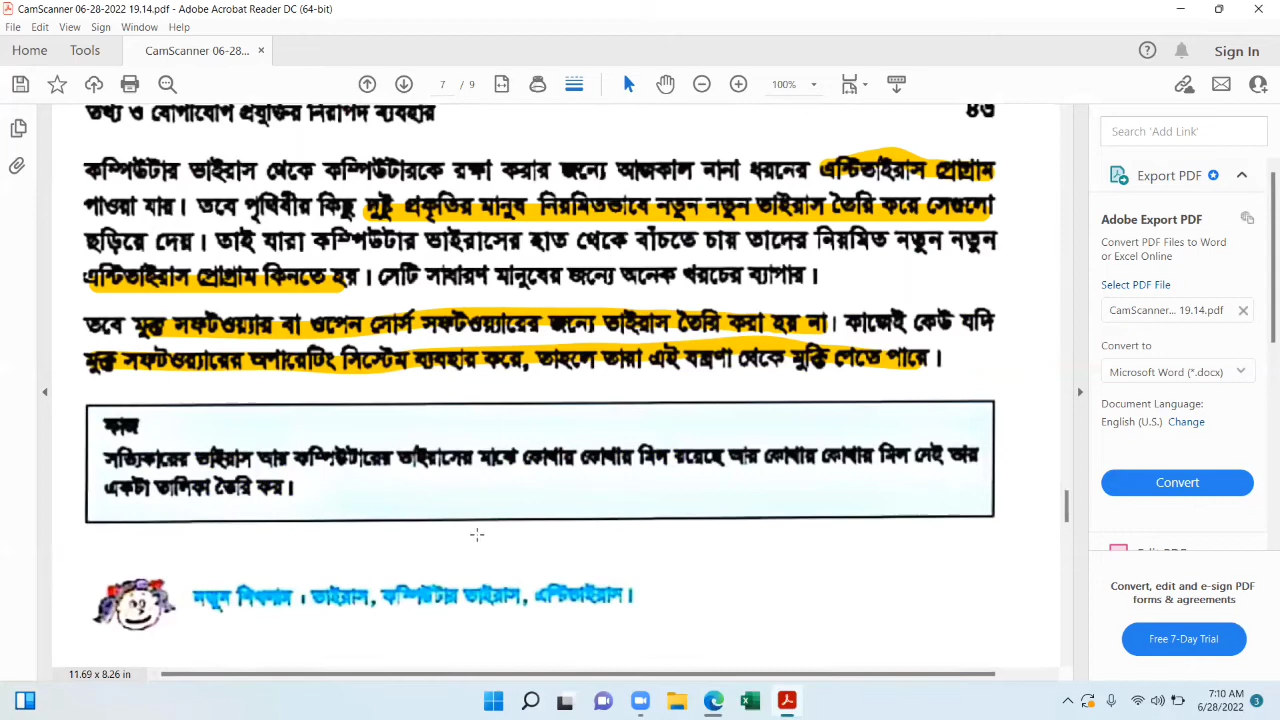 CamScanner 06-28-2022 19.14.pdf - Adobe Acrobat Reader DC (64-bit)
File Edit View Sign Window Help
Home Tools CamScanner 06-28... × Sign In
7 / 9 100%
তথ্য ও যোগাযোগ প্রযুক্তির নিরাপদ ব্যবহার ৪৩
কম্পিউটার ভাইরাস থেকে কম্পিউটারকে রক্ষা করার জন্যে আজকাল নানা ধরনের এন্টিভাইরাস প্রোগ্রাম
পাওয়া যায়। তবে পৃথিবীর কিছু দুষ্টু প্রকৃতির মানুষ নিয়মিতভাবে নতুন নতুন ভাইরাস তৈরি করে সেগুলো
ছড়িয়ে দেয়। তাই যারা কম্পিউটার ভাইরাসের হাত থেকে বাঁচতে চায় তাদের নিয়মিত নতুন নতুন
এন্টিভাইরাস প্রোগ্রাম কিনতে হয়। সেটি সাধারণ মানুষের জন্যে অনেক খরচের ব্যাপার।
তবে মুক্ত সফটওয়্যার বা ওপেন সোর্স সফটওয়্যারের জন্যে ভাইরাস তৈরি করা হয় না। কাজেই কেউ যদি
মুক্ত সফটওয়্যারের অপারেটিং সিস্টেম ব্যবহার করে, তাহলে তারা এই যন্ত্রণা থেকে মুক্তি পেতে পারে।
কাজ
সত্যিকারের ভাইরাস আর কম্পিউটারের ভাইরাসের মাঝে কোথায় কোথায় মিল রয়েছে আর কোথায় কোথায় মিল নেই তার
একটা তালিকা তৈরি কর।
নতুন শিখলাম : ভাইরাস, কম্পিউটার ভাইরাস, এন্টিভাইরাস।
11.69 x 8.26 in
Search 'Add Link'
Export PDF
Adobe Export PDF
Convert PDF Files to Word
or Excel Online
Select PDF File
CamScanner ... 19.14.pdf
Convert to
Microsoft Word (*.docx)
Document Language:
English (U.S.) Change
Convert
Convert, edit and e-sign PDF
forms & agreements
Free 7-Day Trial
7:10 AM
6/28/2022 3